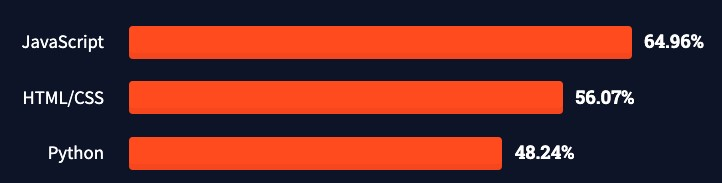 JavaScript 64.96%
HTML/CSS 56.07%
Python 48.24%